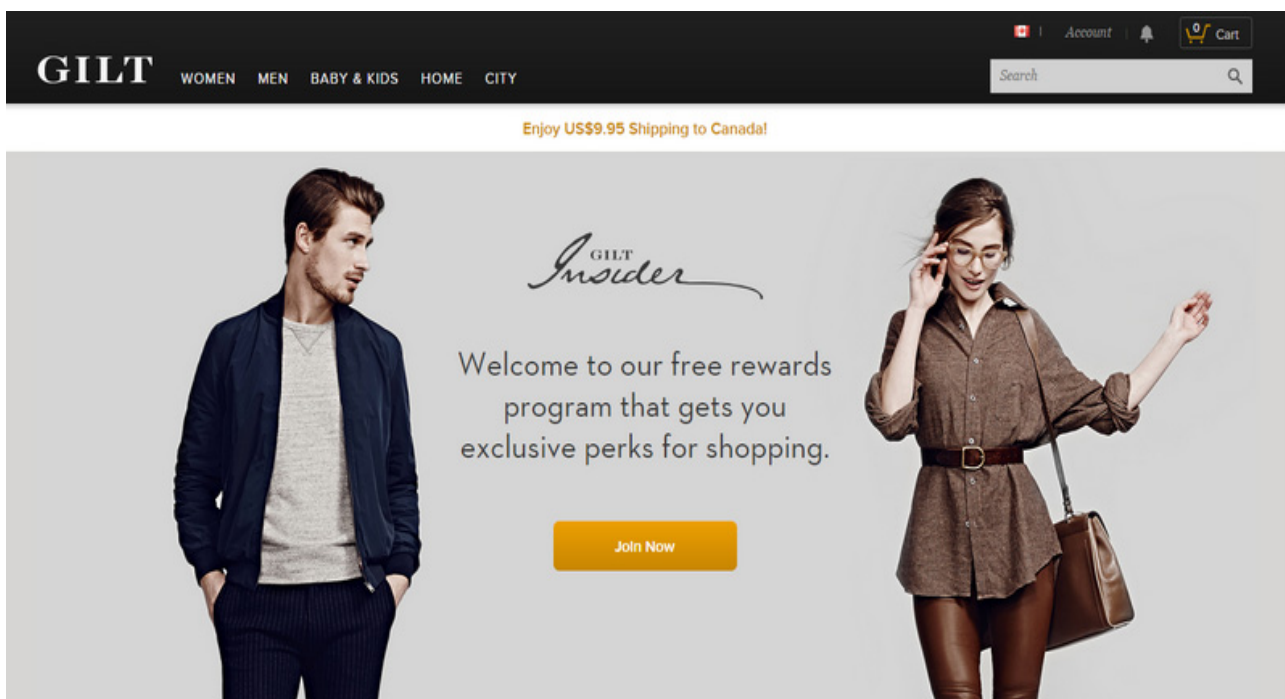 Account
0 Cart
GILT WOMEN MEN BABY & KIDS HOME CITY
Search
Enjoy US$9.95 Shipping to Canada!
GILT
Insider
Welcome to our free rewards
program that gets you
exclusive perks for shopping.
Join Now